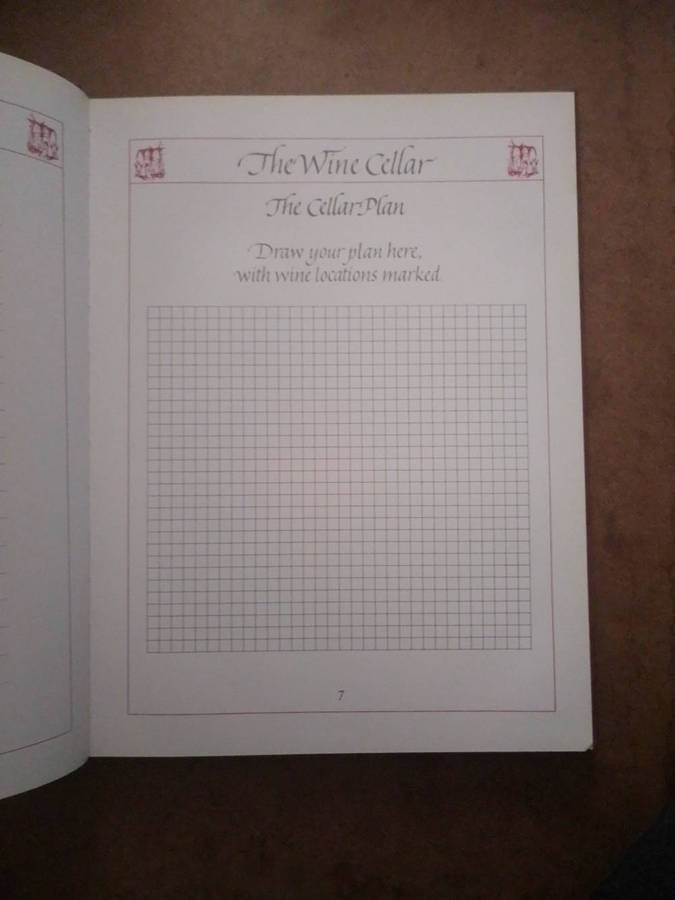 The Wine Cellar
The Cellar Plan
Draw your plan here,
with wine locations marked
7